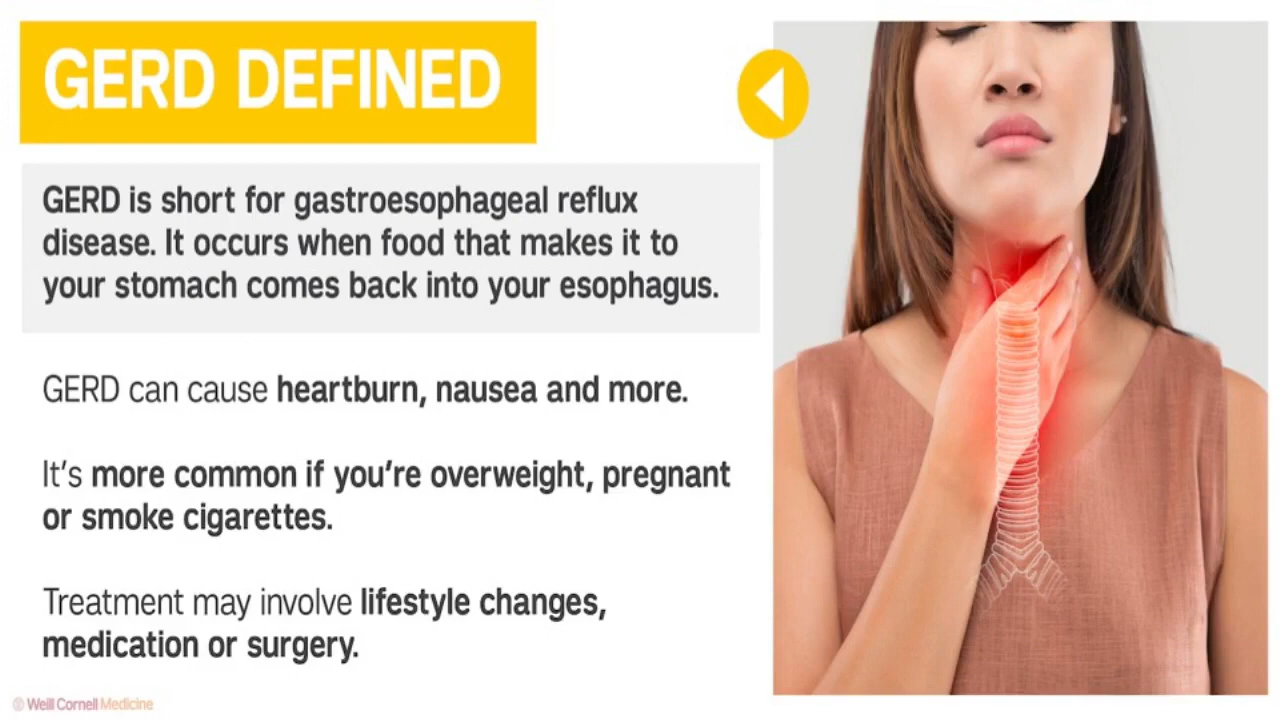 GERD DEFINED
GERD is short for gastroesophageal reflux
disease. It occurs when food that makes it to
your stomach comes back into your esophagus.
GERD can cause heartburn, nausea and more.
It's more common if you're overweight, pregnant
or smoke cigarettes.
Treatment may involve lifestyle changes,
medication or surgery.
Weill Cornell Medicine